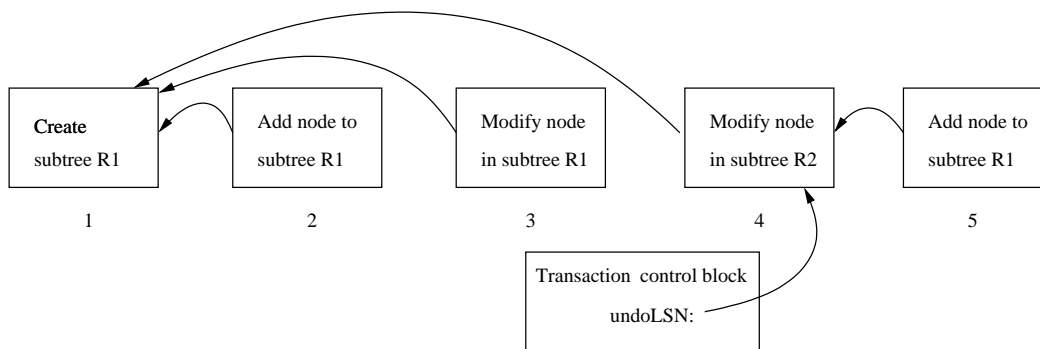 Create
subtree R1
Add node to
subtree R1
Modify node
in subtree R1
Modify node
in subtree R2
Add node to
subtree R1
1
2
3
4
5
Transaction control block
undoLSN: